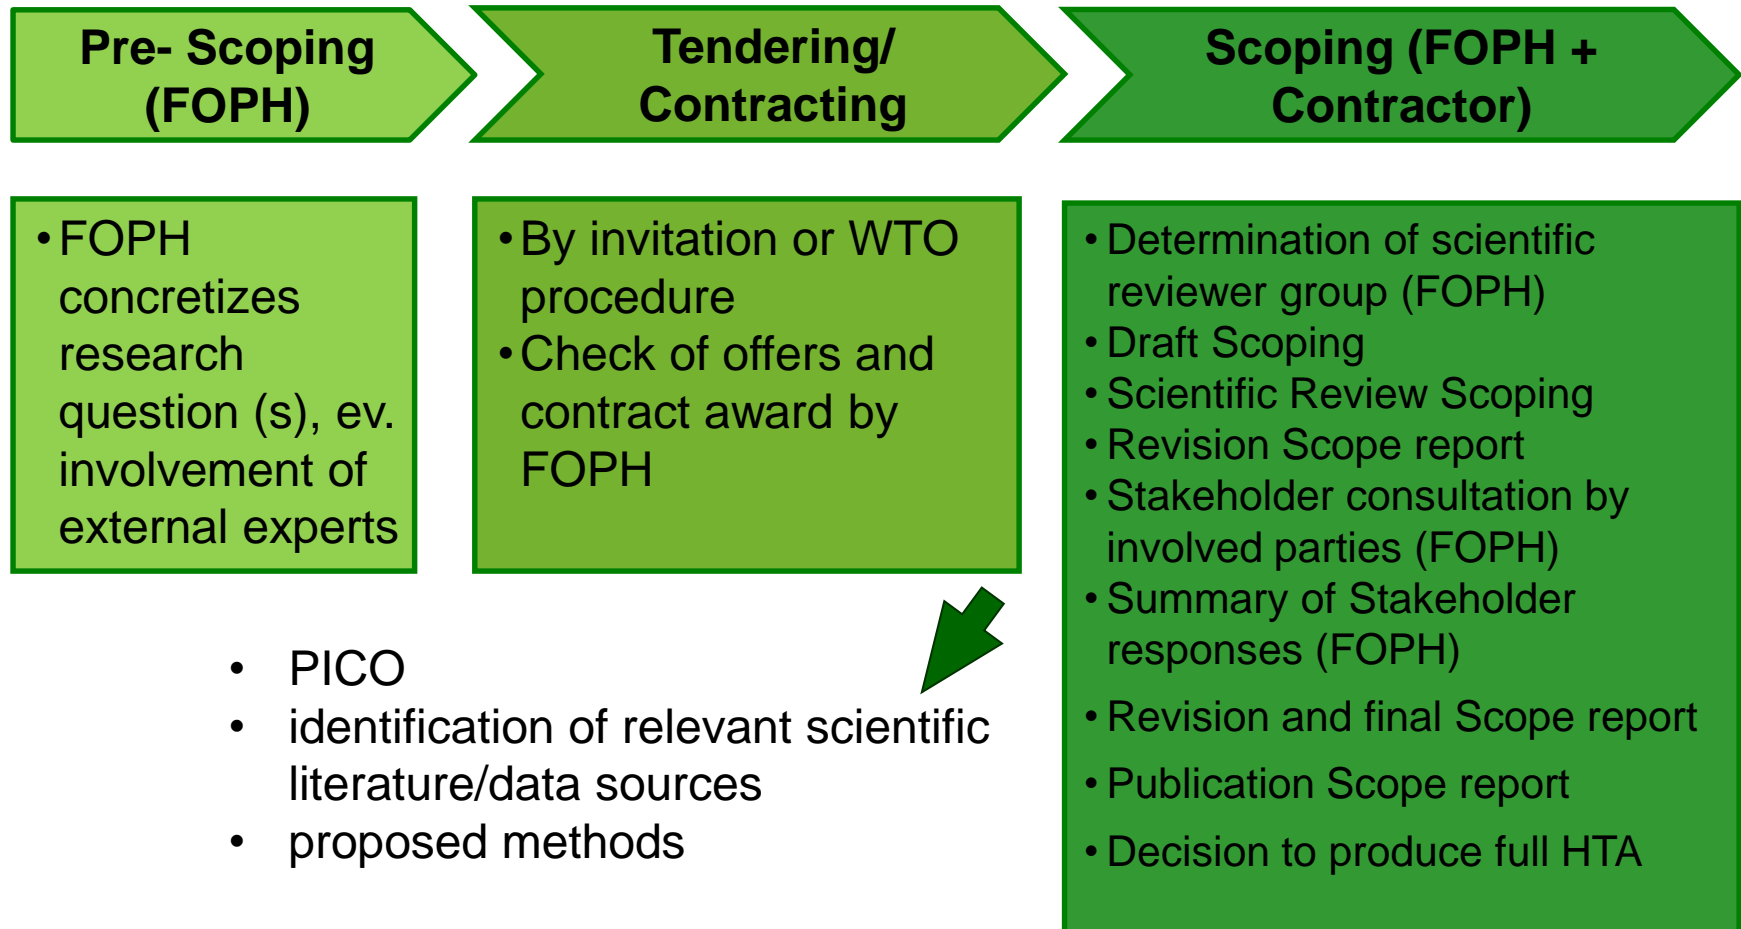 Pre- Scoping
(FOPH)
Tendering/
Contracting
Scoping (FOPH +
Contractor)
• FOPH
concretizes
research
question (s), ev.
involvement of
external experts
• By invitation or WTO
procedure
• Check of offers and
contract award by
FOPH
• Determination of scientific
reviewer group (FOPH)
• Draft Scoping
• Scientific Review Scoping
• Revision Scope report
• Stakeholder consultation by
involved parties (FOPH)
• Summary of Stakeholder
responses (FOPH)
• Revision and final Scope report
• Publication Scope report
• Decision to produce full HTA
• PICO
• identification of relevant scientific
literature/data sources
• proposed methods